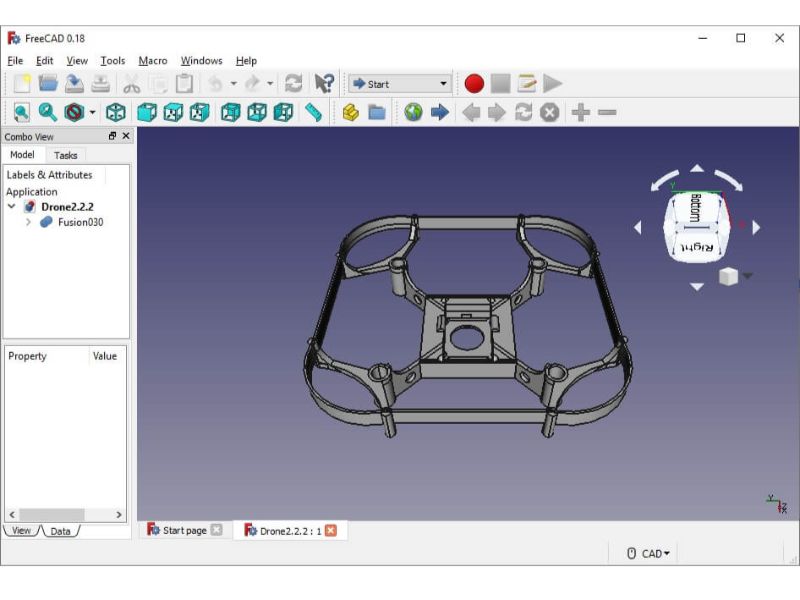 FreeCAD 0.18
File Edit View Tools Macro Windows Help
Start
Combo View
Model Tasks
Labels & Attributes
Application
Drone2.2.2
Fusion030
Bottom
Right
Y
Property Value
View Data
Start page
Drone2.2.2 : 1
Y
CAD